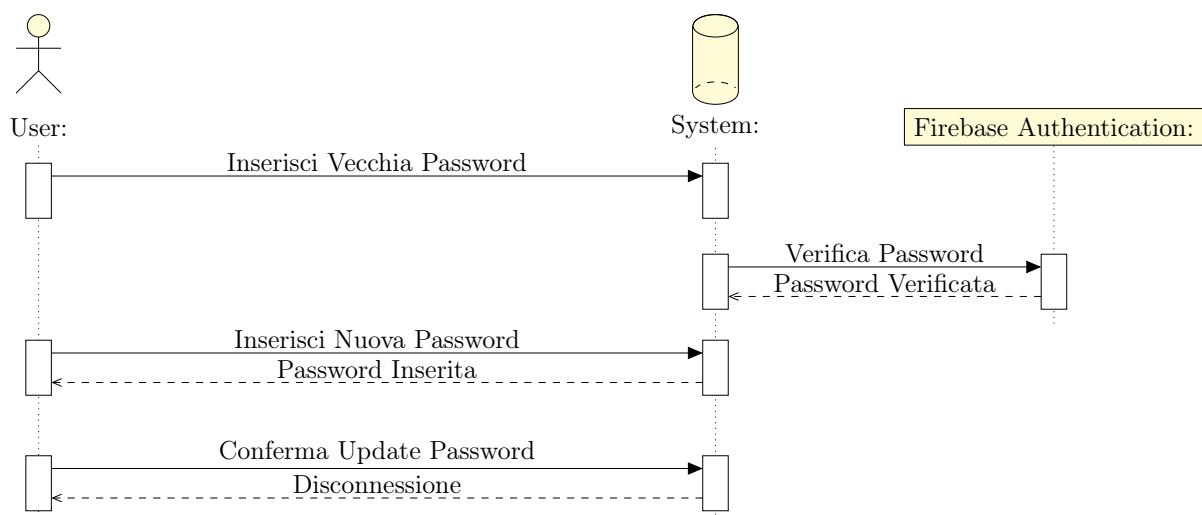 User:
System:
Firebase Authentication:
Inserisci Vecchia Password
Verifica Password
Password Verificata
Inserisci Nuova Password
Password Inserita
Conferma Update Password
Disconnessione